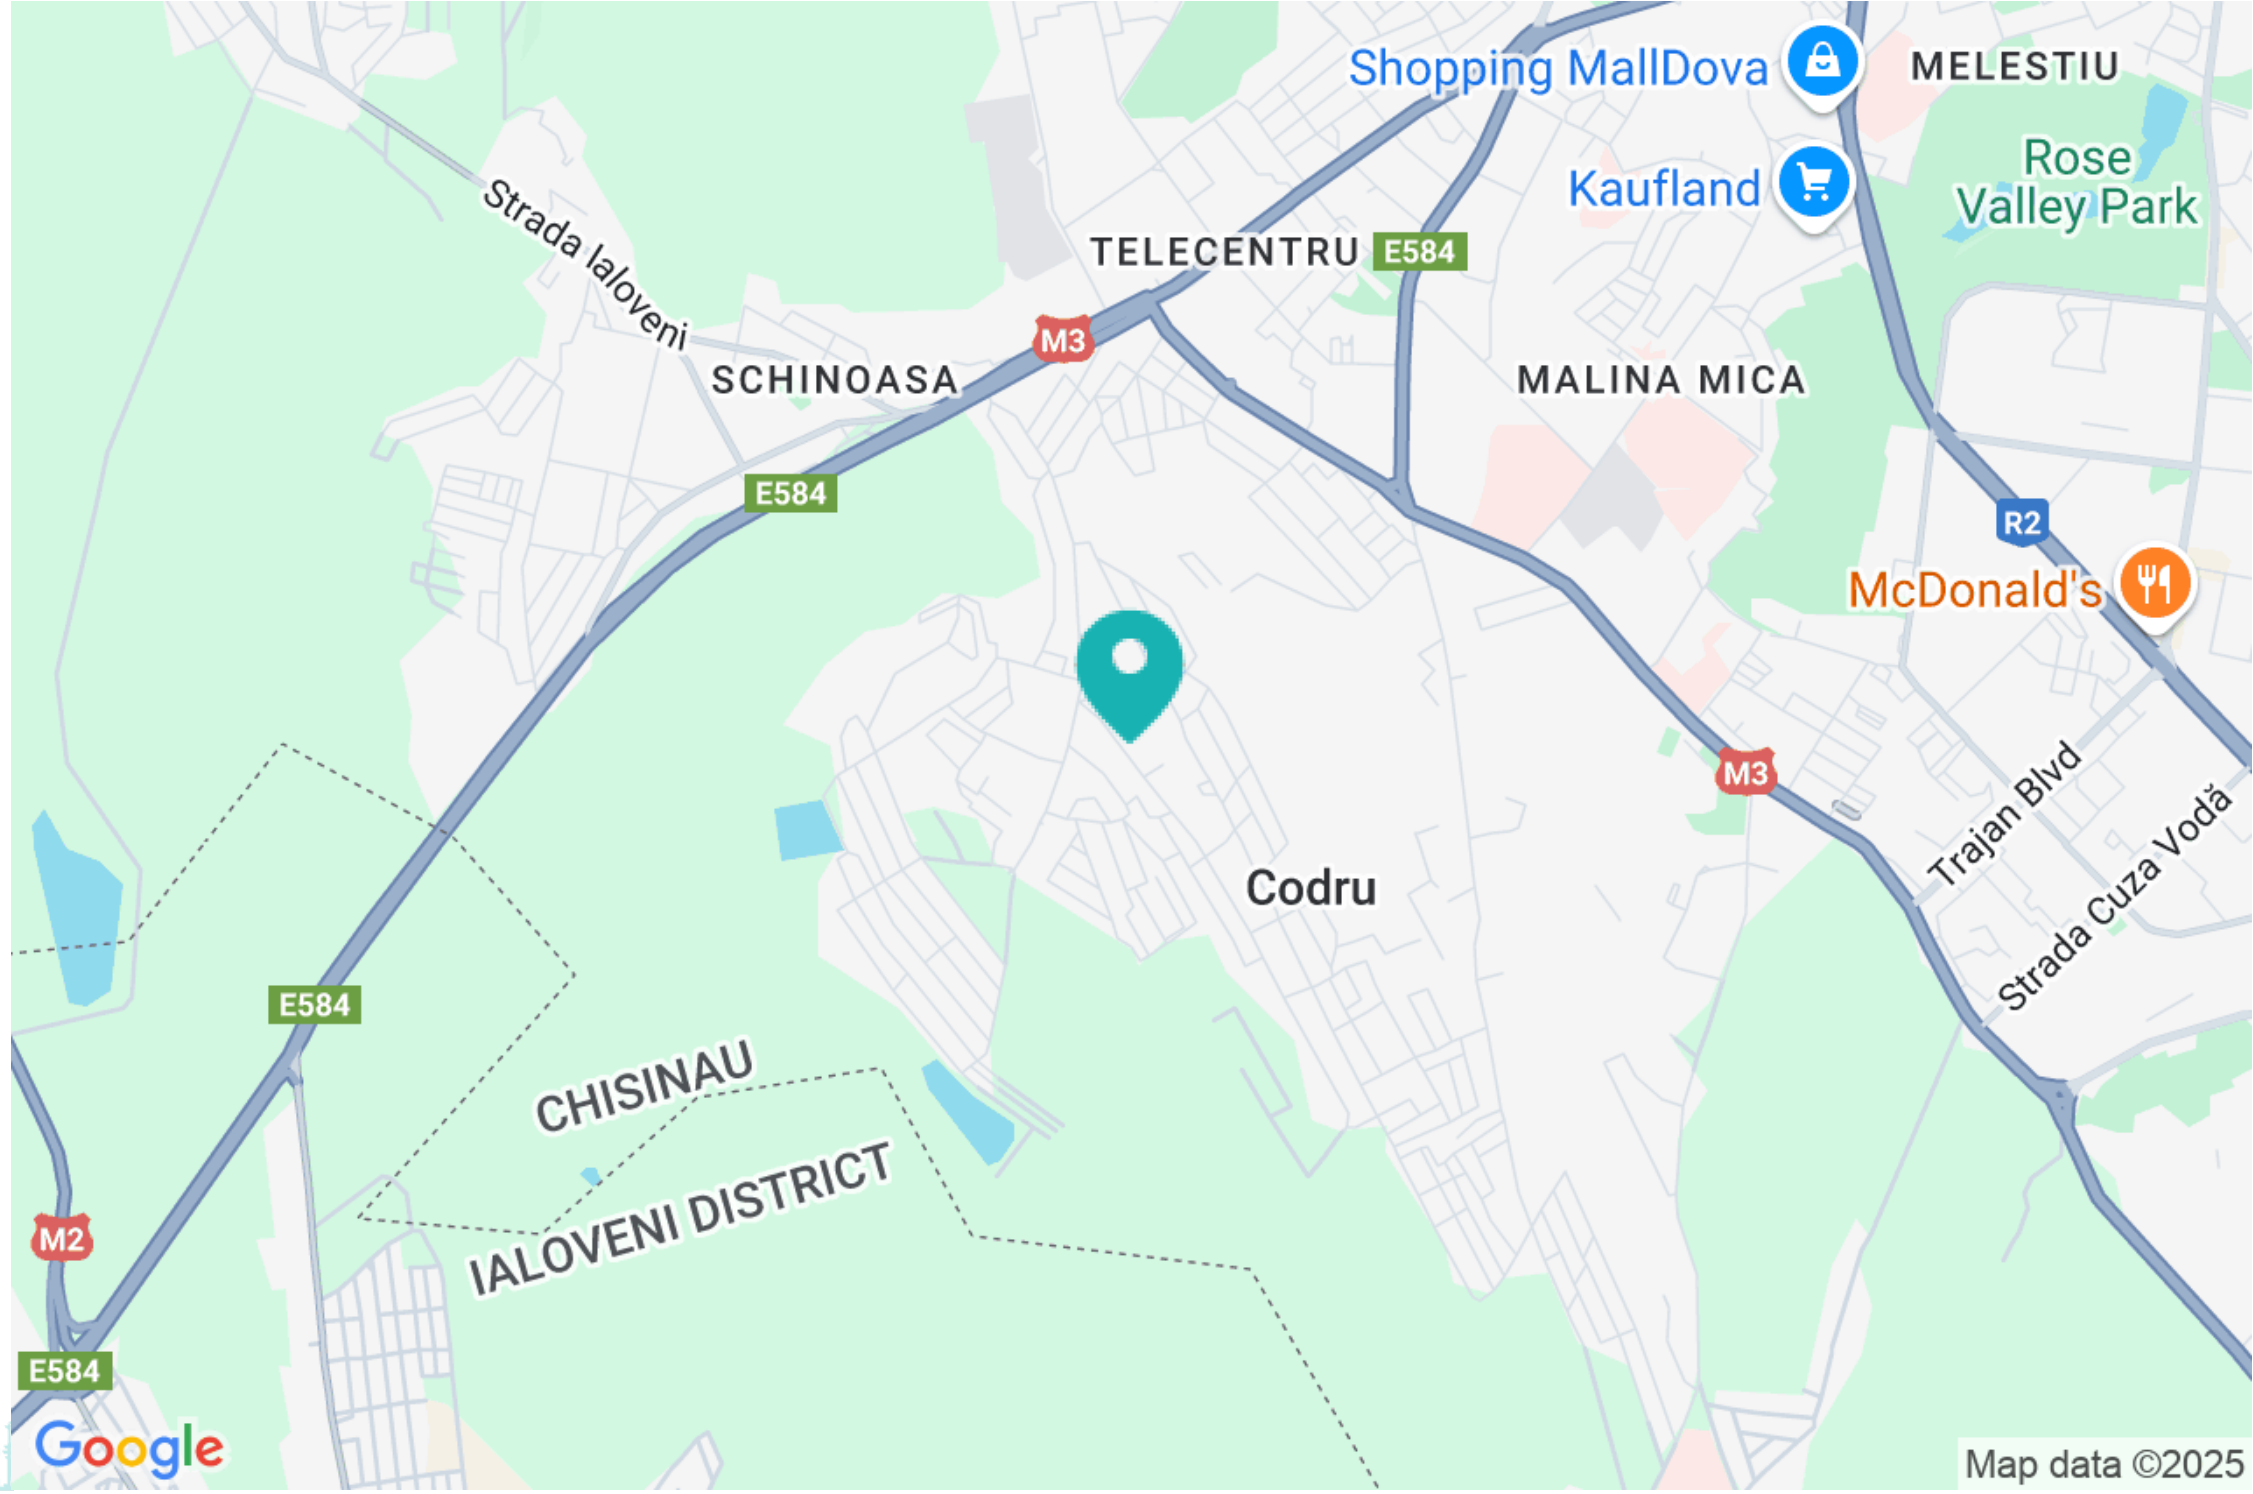 Shopping MallDova
MELESTIU
Rose
Valley Park
Kaufland
Strada Ialoveni
TELECENTRU
E584
M3
SCHINOASA
MALINA MICA
E584
R2
McDonald's
M3
Trajan Blvd
Strada Cuza Vodă
Codru
E584
CHISINAU
IALOVENI DISTRICT
M2
E584
Google
Map data ©2025